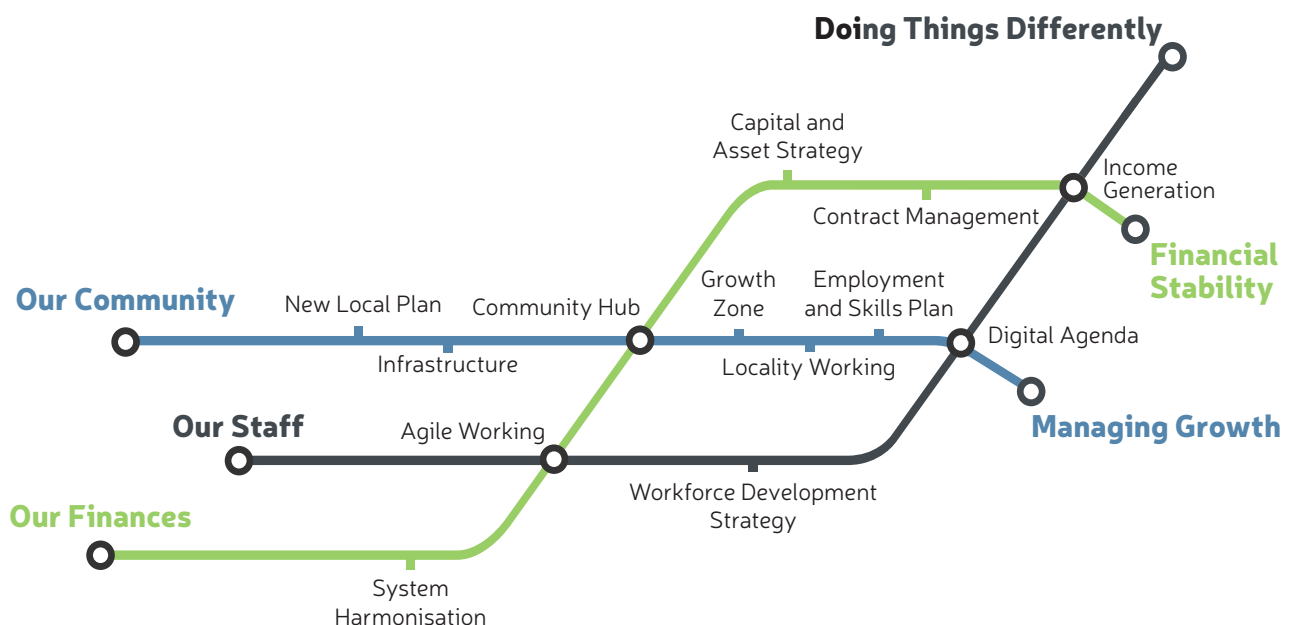 Doing Things Differently
Capital and
Asset Strategy
Income
Generation
Contract Management
Financial
Stability
Our Community
New Local Plan
Community Hub
Growth
Zone
Employment
and Skills Plan
Digital Agenda
Infrastructure
Locality Working
Our Staff
Agile Working
Managing Growth
Workforce Development
Strategy
Our Finances
System
Harmonisation